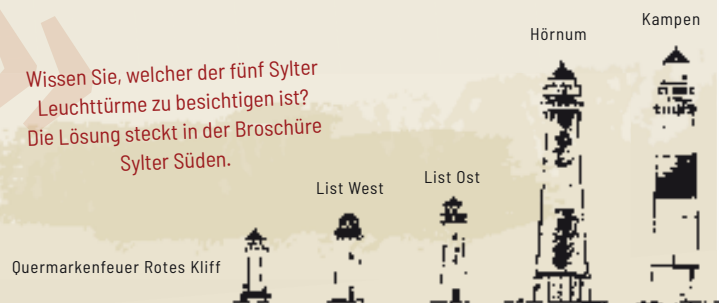 Kampen
Hörnum
Wissen Sie, welcher der fünf Sylter
Leuchttürme zu besichtigen ist?
Die Lösung steckt in der Broschüre
Sylter Süden.
List Ost
List West
Quermarkenfeuer Rotes Kliff